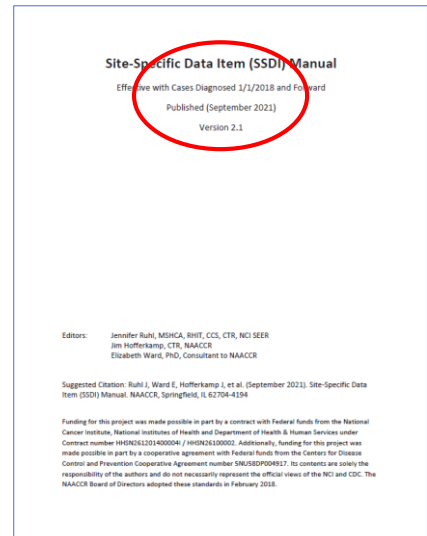 Site-Specific Data Item (SSDI) Manual
Effective with Cases Diagnosed 1/1/2018 and Forward
Published (September 2021)
Version 2.1
Editors: Jennifer Ruhl, MSHCA, RHIT, CCS, CTR, NCI SEER
Jim Hofferkamp, CTR, NAACCR
Elizabeth Ward, PhD, Consultant to NAACCR
Suggested Citation: Ruhl J, Ward E, Hofferkamp J, et al. (September 2021). Site-Specific Data
Item (SSDI) Manual. NAACCR, Springfield, IL 62704-4194
Funding for this project was made possible in part by a contract with Federal funds from the National
Cancer Institute, National Institutes of Health and Department of Health & Human Services under
Contract number HHSN261201400004I / HHSN26100002. Additionally, funding for this project was
made possible in part by a cooperative agreement with Federal funds from the Centers for Disease
Control and Prevention Cooperative Agreement number 5NU58DP004917. Its contents are solely the
responsibility of the authors and do not necessarily represent the official views of the NCI and CDC. The
NAACCR Board of Directors adopted these standards in February 2018.